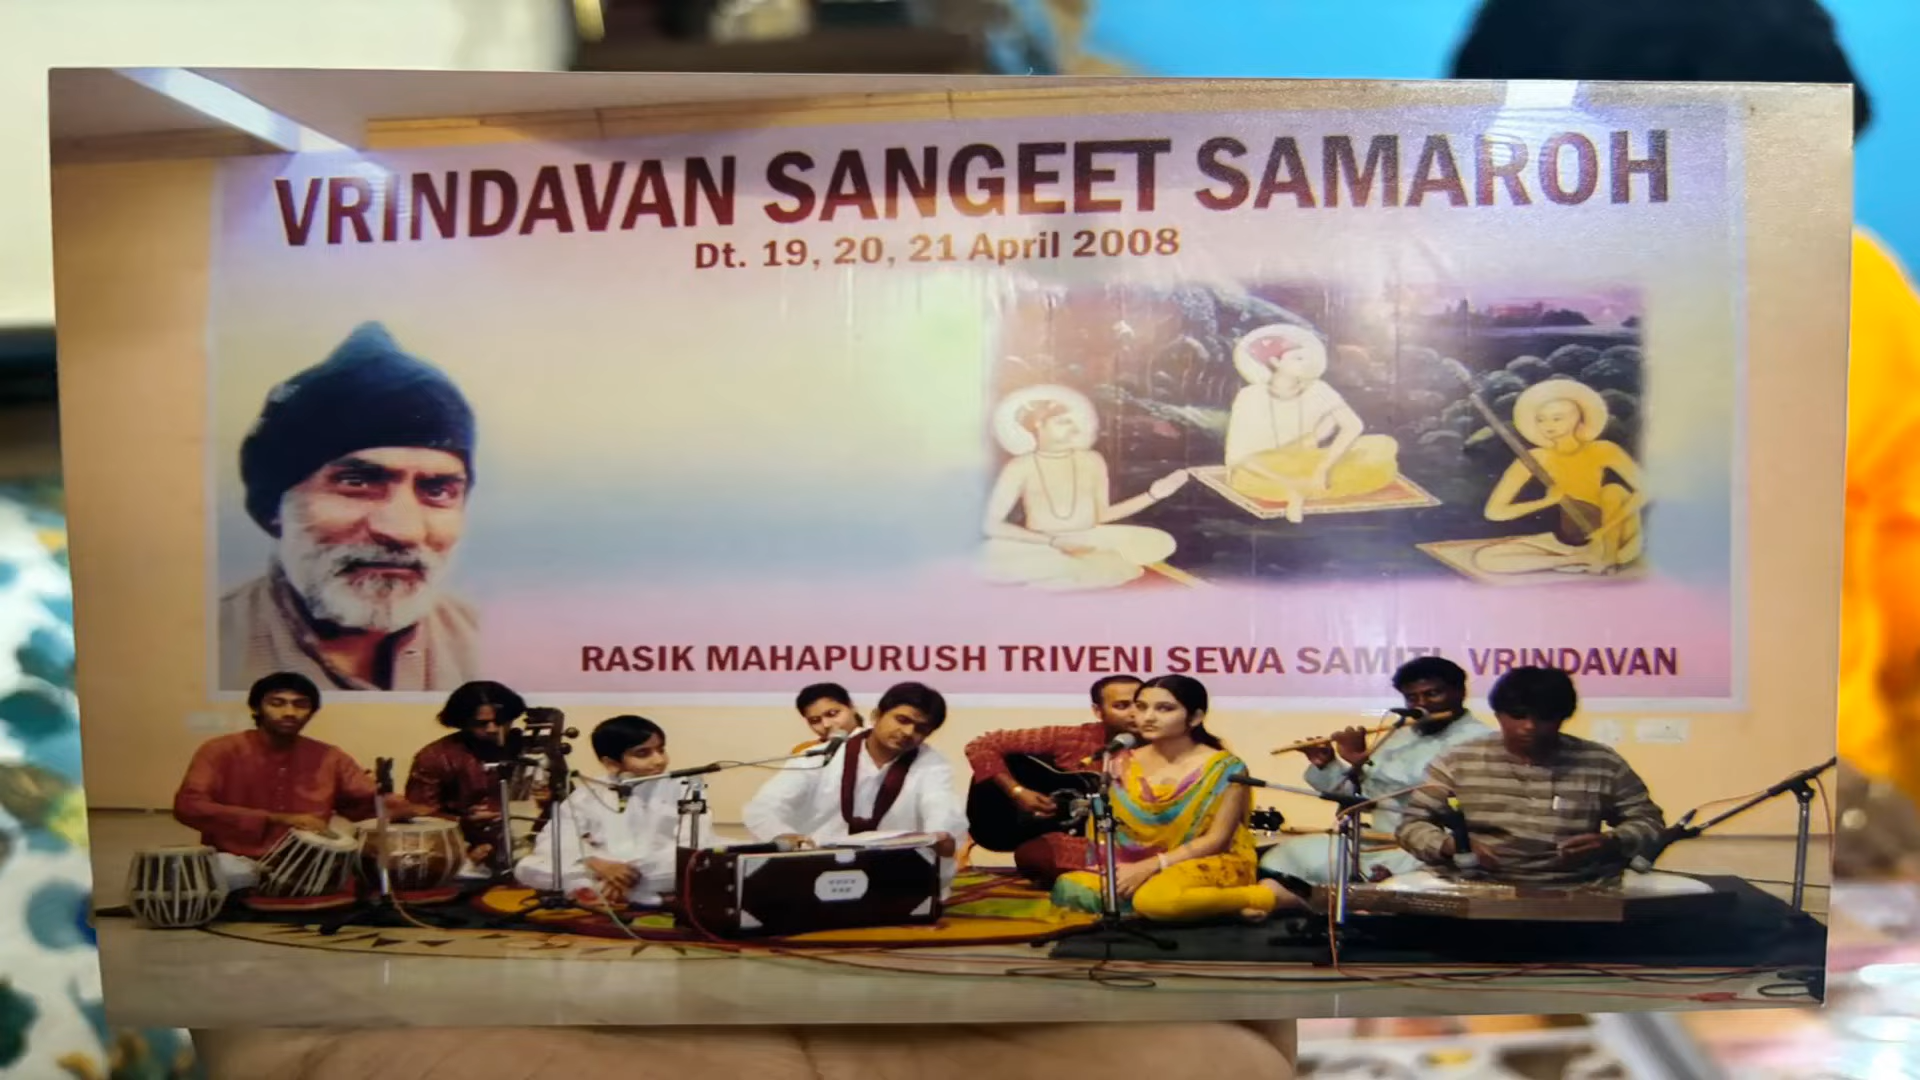 VRINDAVAN SANGEET SAMAROH
Dt. 19, 20, 21 April 2008
RASIK MAHAPURUSH TRIVENI SEWA SAMITI, VRINDAVAN